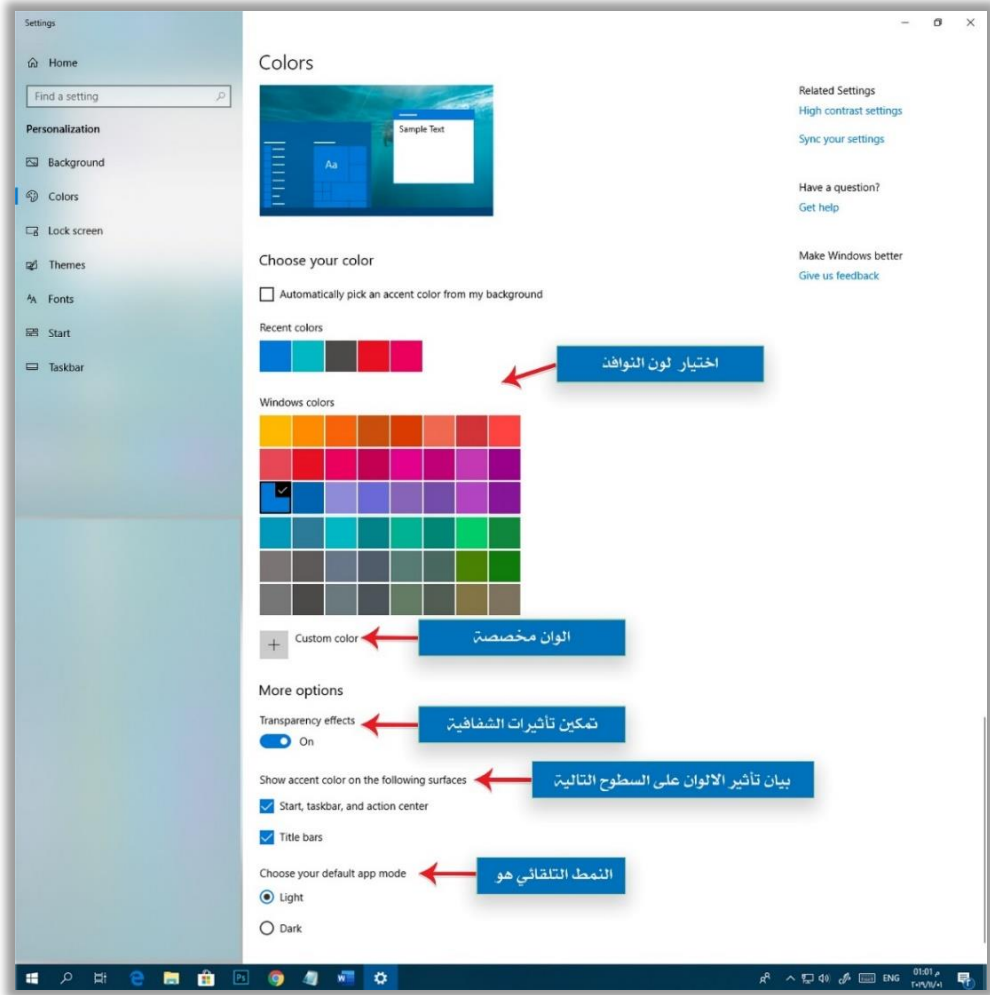 Settings
Home
Find a setting
Personalization
Background
Colors
Lock screen
Themes
Fonts
Start
Taskbar
Colors
Sample Text
Aa
Choose your color
Automatically pick an accent color from my background
Recent colors
اختيار لون النوافذ
Windows colors
Custom color
الوان مخصصة
More options
Transparency effects
تمكين تأثيرات الشفافية
On
Show accent color on the following surfaces
بيان تأثير الالوان على السطوح التالية
Start, taskbar, and action center
Title bars
Choose your default app mode
النمط التلقائي هو
Light
Dark
Related Settings
High contrast settings
Sync your settings
Have a question?
Get help
Make Windows better
Give us feedback
Ps
ENG
01:01 م
٢٠١٩/١١/٠١